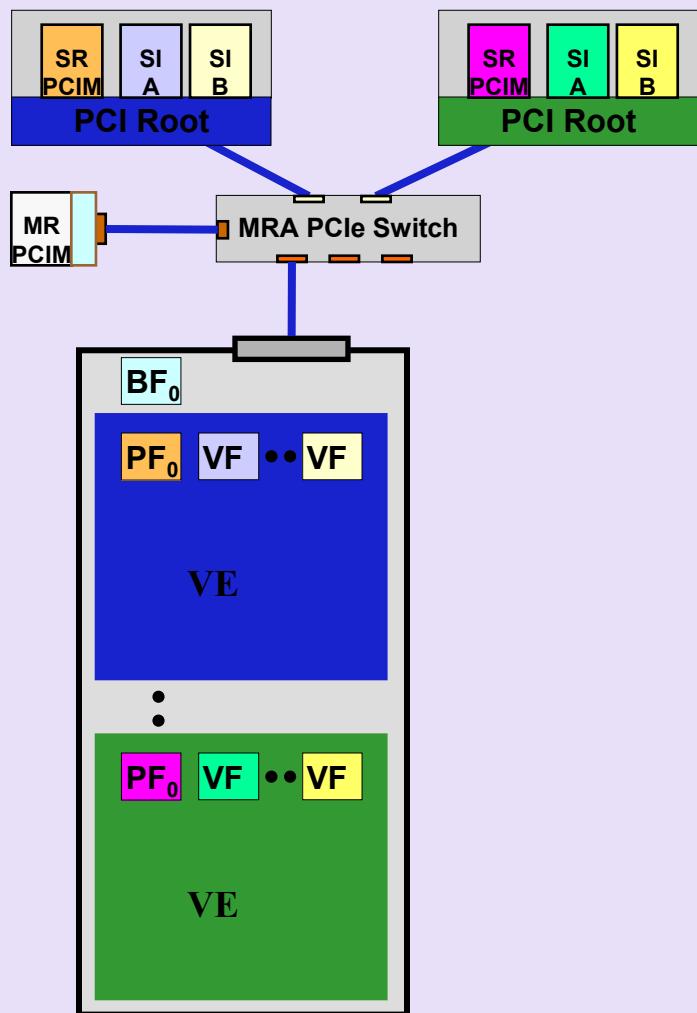 SR
PCIM
SI
A
SI
B
PCI Root
SR
PCIM
SI
A
SI
B
PCI Root
MR
PCIM
MRA PCIe Switch
BF0
PF0 VF •• VF
VE
PF0 VF •• VF
VE